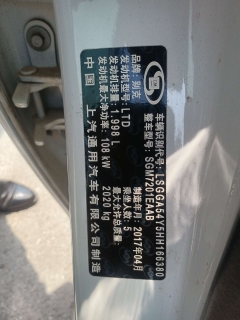 品牌:别克
发动机型号:LTD
发动机排量:1.998 L
发动机最大净功率:108 kW
中国 上汽通用汽车有限公司制造
车辆识别代号:LSGGA54Y5HH166380
整车型号:SGM7201EAAB
制造年月:2017年04月
乘坐人数:5
最大允许总质量:2020 kg